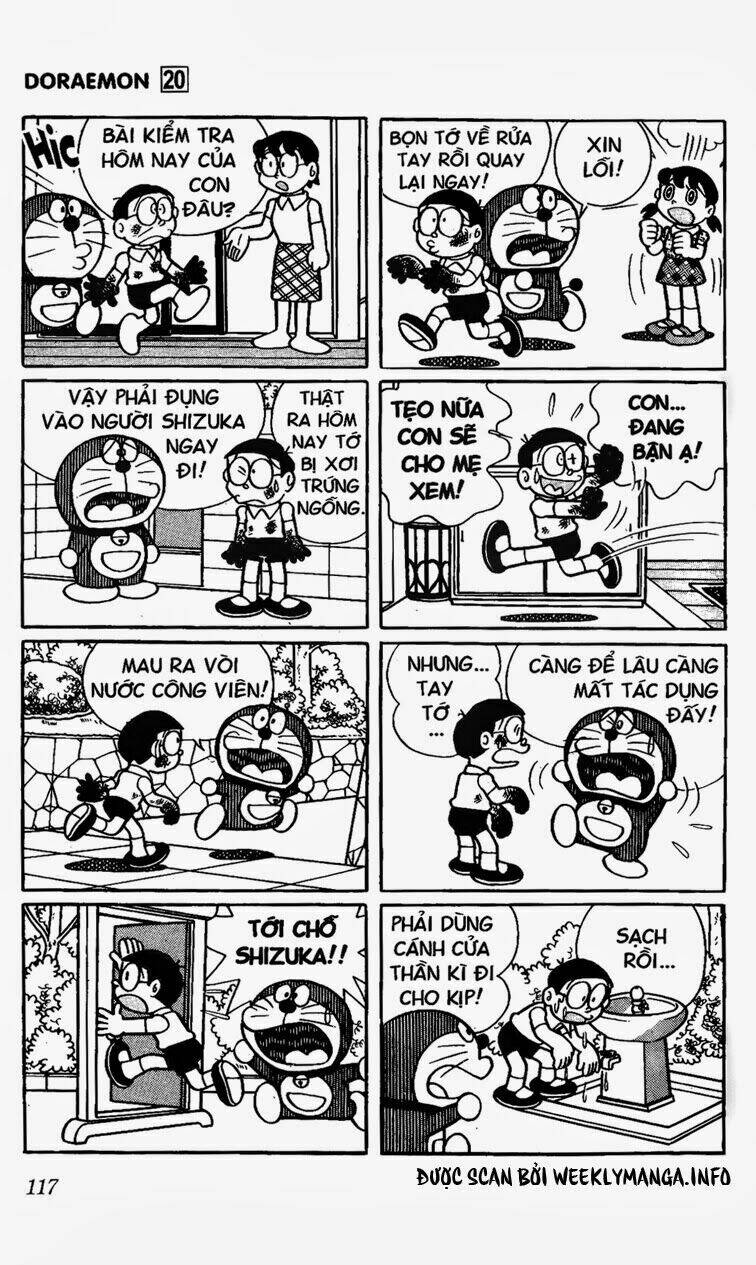 DORAEMON 20
XIN
LỖI!
BỌN TỚ VỀ RỬA
TAY RỒI QUAY
LẠI NGAY!
BÀI KIỂM TRA
HÔM NAY CỦA
CON
ĐÂU?
HIC
CON...
ĐANG
BẬN Ạ!
TẸO NỮA
CON SẼ
CHO MẸ
XEM!
THẬT
RA HÔM
NAY TỚ
BỊ XƠI
TRỨNG
NGỖNG.
VẬY PHẢI ĐỤNG
VÀO NGƯỜI SHIZUKA
NGAY
ĐI!
CÀNG ĐỂ LÂU CÀNG
MẤT TÁC DỤNG
ĐẤY!
NHƯNG...
TAY
TỚ
...
MAU RA VÒI
NƯỚC CÔNG VIÊN!
SẠCH
RỒI...
PHẢI DÙNG
CÁNH CỬA
THẦN KÌ ĐI
CHO KỊP!
TỚI CHỖ
SHIZUKA!!
117
ĐƯỢC SCAN BỞI WEEKLYMANGA.INFO